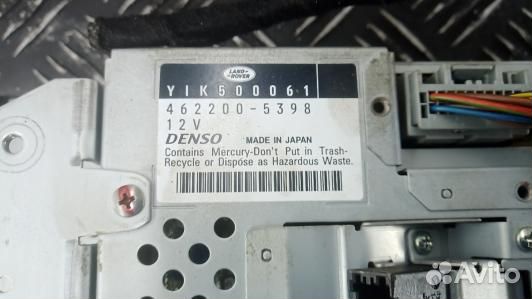 LAND-
ROVER
YIK500061
462200-5398
12V
DENSO MADE IN JAPAN
Contains Mercury-Don't Put in Trash-
Recycle or Dispose as Hazardous Waste.
Avito